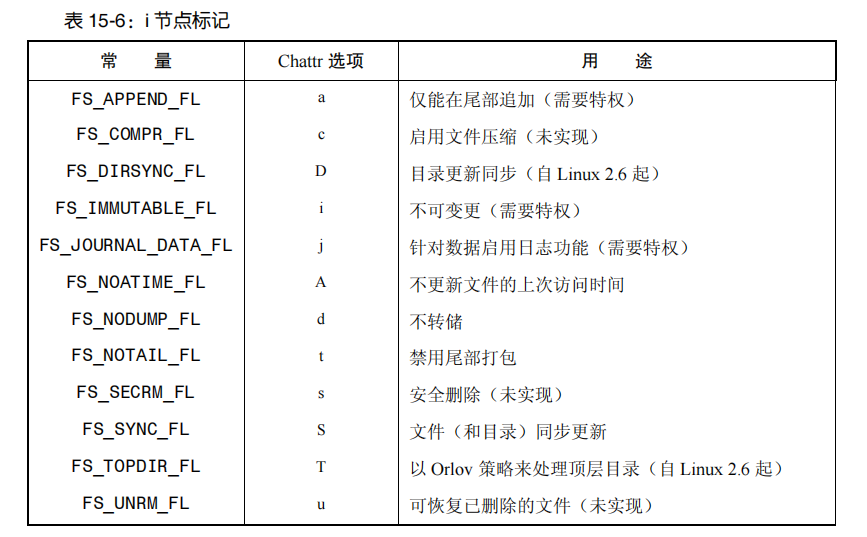 表 15-6：i 节点标记
常 量 Chattr 选项 用 途
FS_APPEND_FL a 仅能在尾部追加（需要特权）
FS_COMPR_FL c 启用文件压缩（未实现）
FS_DIRSYNC_FL D 目录更新同步（自 Linux 2.6 起）
FS_IMMUTABLE_FL i 不可变更（需要特权）
FS_JOURNAL_DATA_FL j 针对数据启用日志功能（需要特权）
FS_NOATIME_FL A 不更新文件的上次访问时间
FS_NODUMP_FL d 不转储
FS_NOTAIL_FL t 禁用尾部打包
FS_SECRM_FL s 安全删除（未实现）
FS_SYNC_FL S 文件（和目录）同步更新
FS_TOPDIR_FL T 以 Orlov 策略来处理顶层目录（自 Linux 2.6 起）
FS_UNRM_FL u 可恢复已删除的文件（未实现）